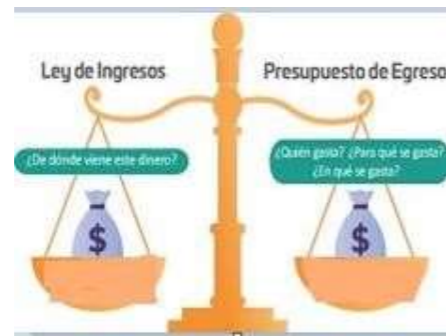 Ley de Ingresos
Presupuesto de Egreso
¿De dónde viene este dinero?
¿Quién gasta? ¿Para qué se gasta?
¿En qué se gasta?
$
$